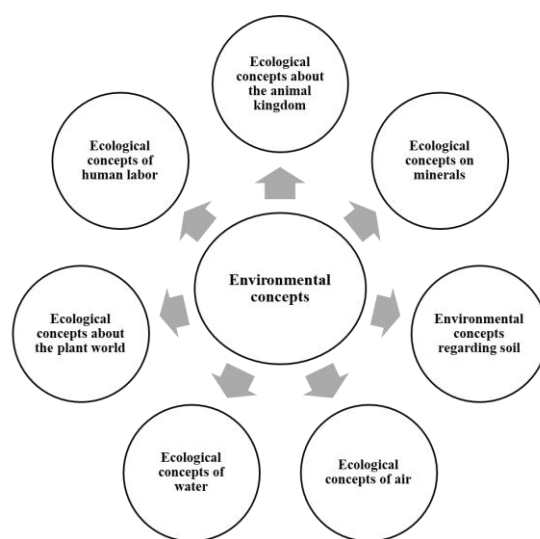 Ecological
concepts about
the animal
kingdom
Ecological
concepts on
minerals
Environmental
concepts
regarding soil
Ecological
concepts of air
Ecological
concepts of
water
Ecological
concepts about
the plant world
Ecological
concepts of
human labor
Environmental
concepts